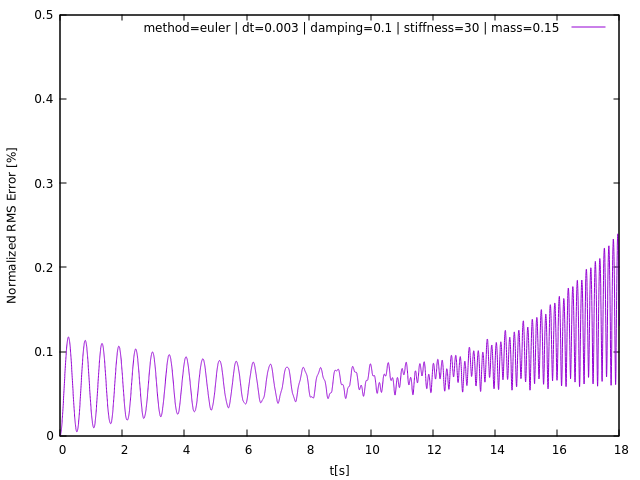 method=euler | dt=0.003 | damping=0.1 | stiffness=30 | mass=0.15
0.5
0.4
0.3
0.2
0.1
0
Normalized RMS Error [%]
0 2 4 6 8 10 12 14 16 18
t[s]